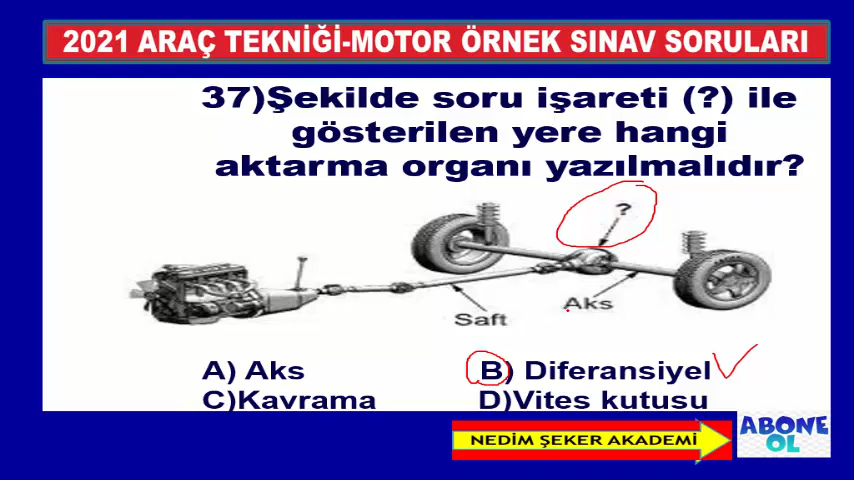 2021 ARAÇ TEKNİĞİ-MOTOR ÖRNEK SINAV SORULARI
37)Şekilde soru işareti (?) ile
gösterilen yere hangi
aktarma organı yazılmalıdır?
?
Aks
Saft
A) Aks
B) Diferansiyel
C)Kavrama
D)Vites kutusu
NEDİM ŞEKER AKADEMİ
ABONE
OL